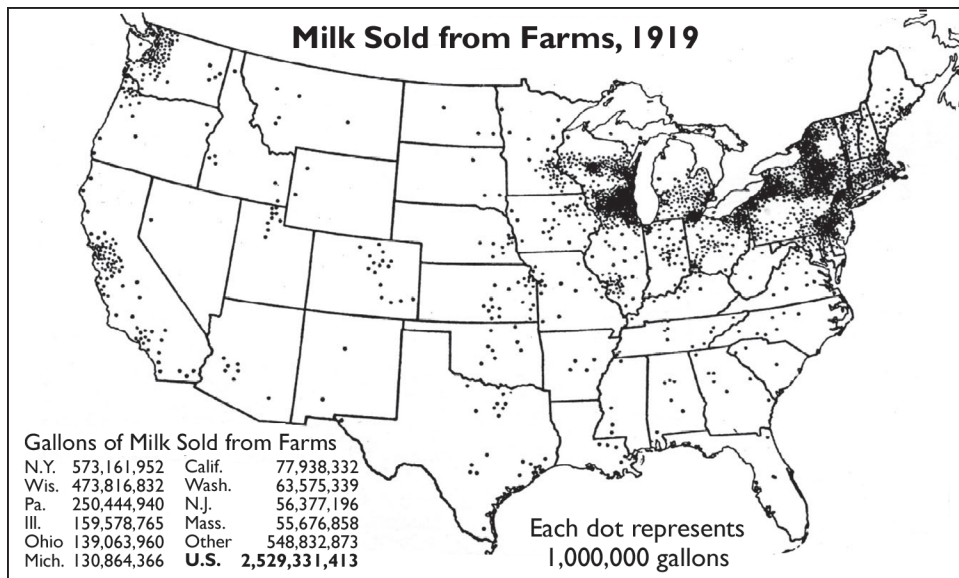 Milk Sold from Farms, 1919
Gallons of Milk Sold from Farms
N.Y. 573,161,952 Calif. 77,938,332
Wis. 473,816,832 Wash. 63,575,339
Pa. 250,444,940 N.J. 56,377,196
Ill. 159,578,765 Mass. 55,676,858
Ohio 139,063,960 Other 548,832,873
Mich. 130,864,366 U.S. 2,529,331,413
Each dot represents
1,000,000 gallons